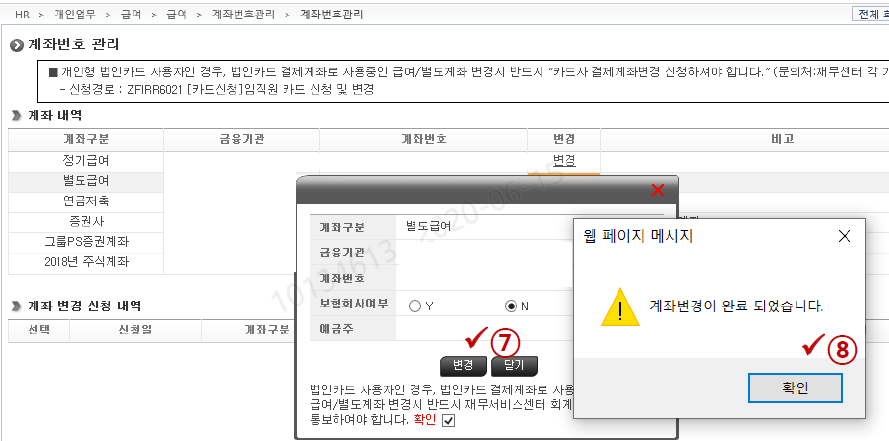 HR > 개인업무 > 급여 > 급여 > 계좌번호관리 > 계좌번호관리
전체
계좌번호 관리
■ 개인형 법인카드 사용자인 경우, 법인카드 결제계좌로 사용중인 급여/별도계좌 변경시 반드시 "카드사 결제계좌변경 신청하셔야 합니다." (문의처:재무센터 각
- 신청경로 : ZFIRR6021 [카드신청]임직원 카드 신청 및 변경
계좌 내역
계좌구분 금융기관 계좌번호 변경 비고
정기급여 변경
별도급여
연금저축
증권사
그룹PS증권계좌
2018년 주식계좌
계좌 변경 신청 내역
선택 신청일 계좌구분
계좌구분 별도급여
금융기관
계좌번호
보험회사여부 Y N
예금주
✓⑦
변경 닫기
법인카드 사용자인 경우, 법인카드 결제계좌로 사용
급여/별도계좌 변경시 반드시 재무서비스센터 회계
통보하여야 합니다. 확인
웹 페이지 메시지
계좌변경이 완료 되었습니다.
✓⑧
확인
10134613 2020-06-15